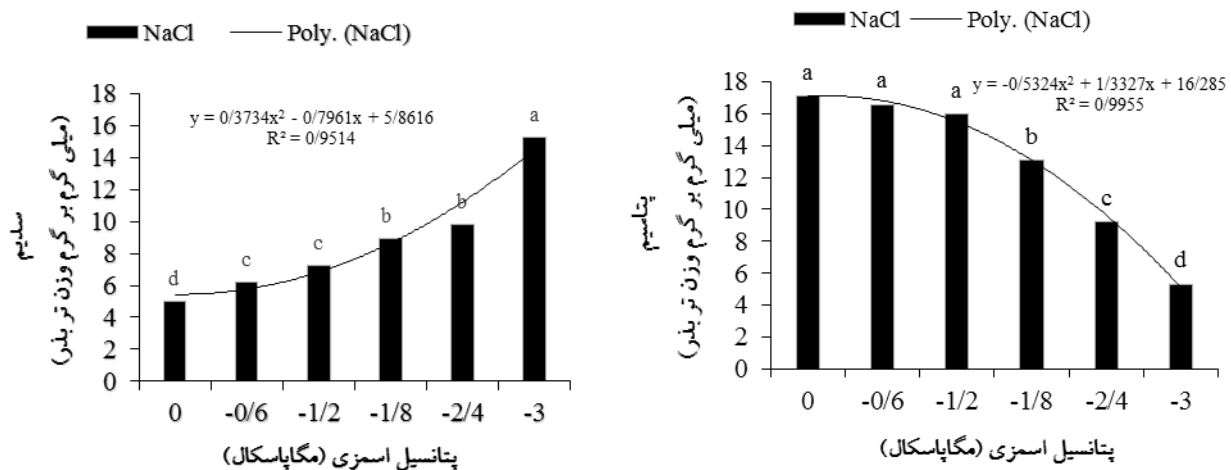 NaCl Poly. (NaCl)
y = 0/3734x² - 0/7961x + 5/8616
R² = 0/9514
سدیم
(میلی گرم بر گرم وزن تر بذر)
18
16
14
12
10
8
6
4
2
0
d
c
c
b
b
a
0 -0/6 -1/2 -1/8 -2/4 -3
پتانسیل اسمزی (مگاپاسکال)
NaCl Poly. (NaCl)
y = -0/5324x² + 1/3327x + 16/285
R² = 0/9955
پتاسیم
(میلی گرم بر گرم وزن تر بذر)
18
16
14
12
10
8
6
4
2
0
a
a
a
b
c
d
0 -0/6 -1/2 -1/8 -2/4 -3
پتانسیل اسمزی (مگاپاسکال)